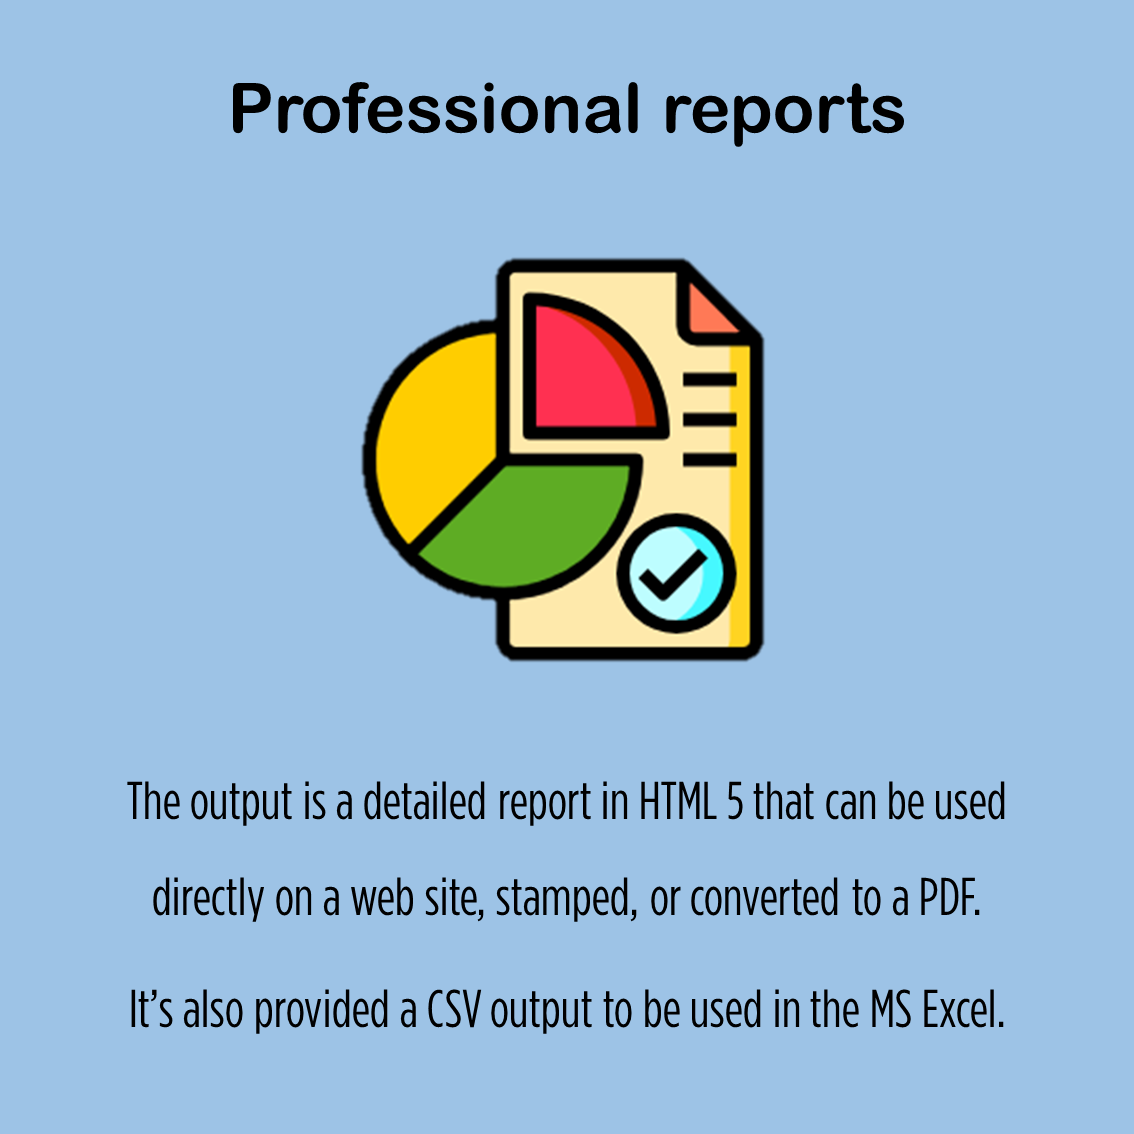 Professional reports
The output is a detailed report in HTML 5 that can be used
directly on a web site, stamped, or converted to a PDF.
It’s also provided a CSV output to be used in the MS Excel.